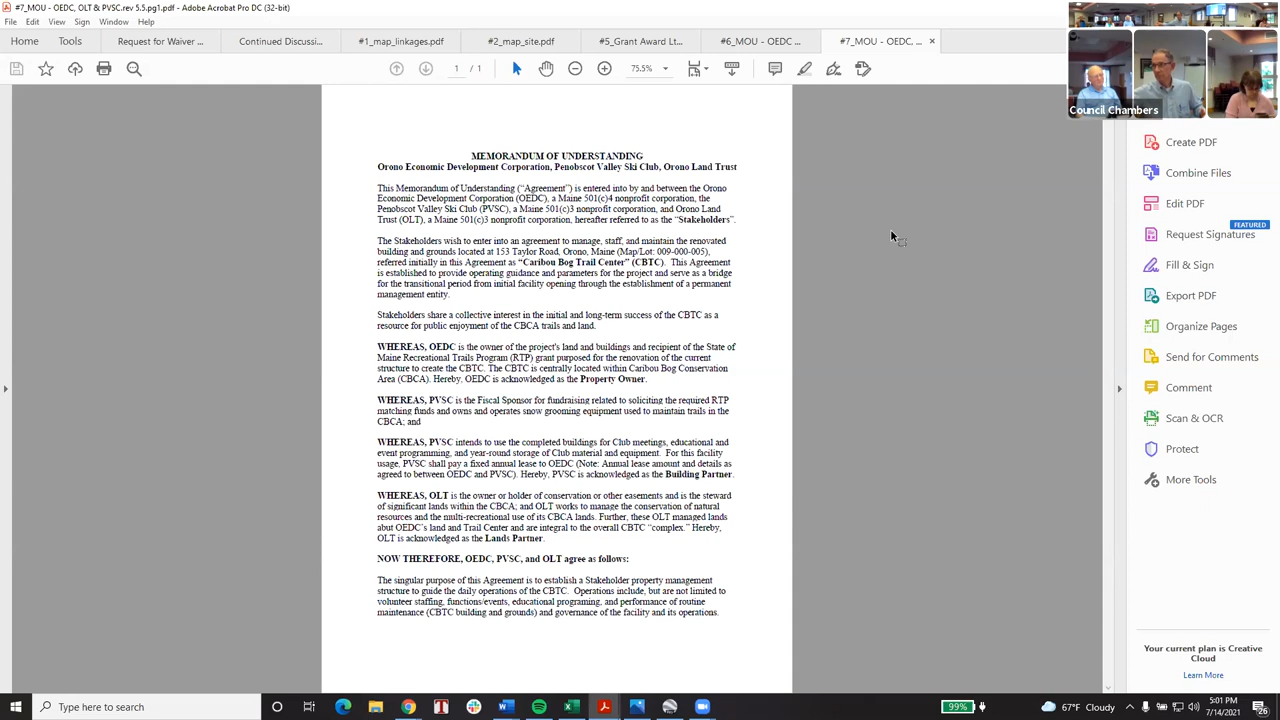 #7_MOU - OEDC, OLT & PVSC.rev 5.5.pg1.pdf - Adobe Acrobat Pro DC (32-bit)
File Edit View Sign Window Help
Home Tools Request for Waiver ... Continued Discussi... #1_map_linkages.pdf #2_map_site.pdf #5_Grant Award Lt... #6_MOU - OEDC ... #7_MOU - OEDC, ... ×
/ 1 75.5%
Council Chambers
MEMORANDUM OF UNDERSTANDING
Orono Economic Development Corporation, Penobscot Valley Ski Club, Orono Land Trust
This Memorandum of Understanding (“Agreement”) is entered into by and between the Orono
Economic Development Corporation (OEDC), a Maine 501(c)4 nonprofit corporation, the
Penobscot Valley Ski Club (PVSC), a Maine 501(c)3 nonprofit corporation, and Orono Land
Trust (OLT), a Maine 501(c)3 nonprofit corporation, hereafter referred to as the “Stakeholders”.
The Stakeholders wish to enter into an agreement to manage, staff, and maintain the renovated
building and grounds located at 153 Taylor Road, Orono, Maine (Map/Lot: 009-000-005),
referred initially in this Agreement as “Caribou Bog Trail Center” (CBTC). This Agreement
is established to provide operating guidance and parameters for the project and serve as a bridge
for the transitional period from initial facility opening through the establishment of a permanent
management entity.
Stakeholders share a collective interest in the initial and long-term success of the CBTC as a
resource for public enjoyment of the CBCA trails and land.
WHEREAS, OEDC is the owner of the project's land and buildings and recipient of the State of
Maine Recreational Trails Program (RTP) grant purposed for the renovation of the current
structure to create the CBTC. The CBTC is centrally located within Caribou Bog Conservation
Area (CBCA). Hereby, OEDC is acknowledged as the Property Owner.
WHEREAS, PVSC is the Fiscal Sponsor for fundraising related to soliciting the required RTP
matching funds and owns and operates snow grooming equipment used to maintain trails in the
CBCA; and
WHEREAS, PVSC intends to use the completed buildings for Club meetings, educational and
event programming, and year-round storage of Club material and equipment. For this facility
usage, PVSC shall pay a fixed annual lease to OEDC (Note: Annual lease amount and details as
agreed to between OEDC and PVSC). Hereby, PVSC is acknowledged as the Building Partner.
WHEREAS, OLT is the owner or holder of conservation or other easements and is the steward
of significant lands within the CBCA; and OLT works to manage the conservation of natural
resources and the multi-recreational use of its CBCA lands. Further, these OLT managed lands
abut OEDC’s land and Trail Center and are integral to the overall CBTC “complex.” Hereby,
OLT is acknowledged as the Lands Partner.
NOW THEREFORE, OEDC, PVSC, and OLT agree as follows:
The singular purpose of this Agreement is to establish a Stakeholder property management
structure to guide the daily operations of the CBTC. Operations include, but are not limited to
volunteer staffing, functions/events, educational programing, and performance of routine
maintenance (CBTC building and grounds) and governance of the facility and its operations.
Create PDF
Combine Files
Edit PDF
FEATURED
Request Signatures
Fill & Sign
Export PDF
Organize Pages
Send for Comments
Comment
Scan & OCR
Protect
More Tools
Your current plan is Creative
Cloud
Learn More
Type here to search
99% 67°F Cloudy 5:01 PM
7/14/2021
26